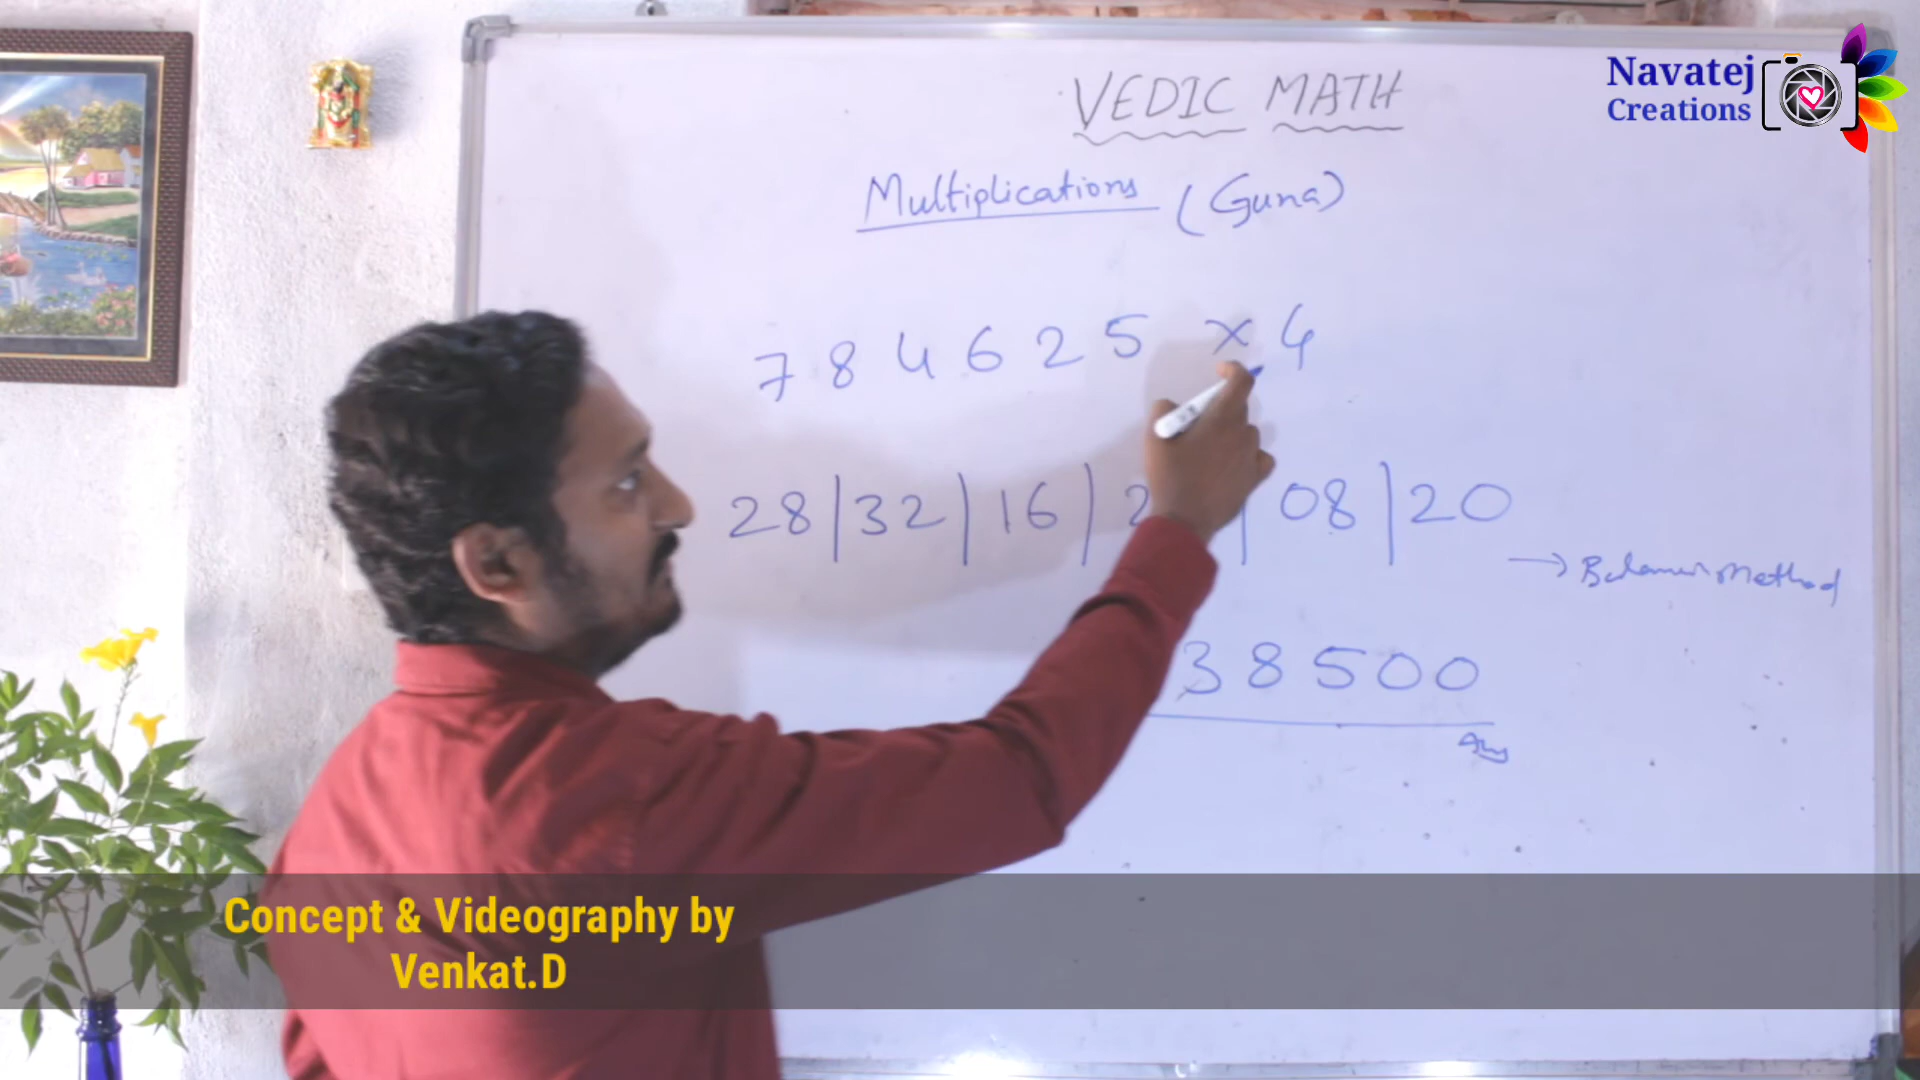 Navatej
Creations
VEDIC MATH
Multiplications (Guna)
7 8 4 6 2 5 × 4
28|32|16|2 |08|20
→ Method
38500
Ans
Concept & Videography by
Venkat.D